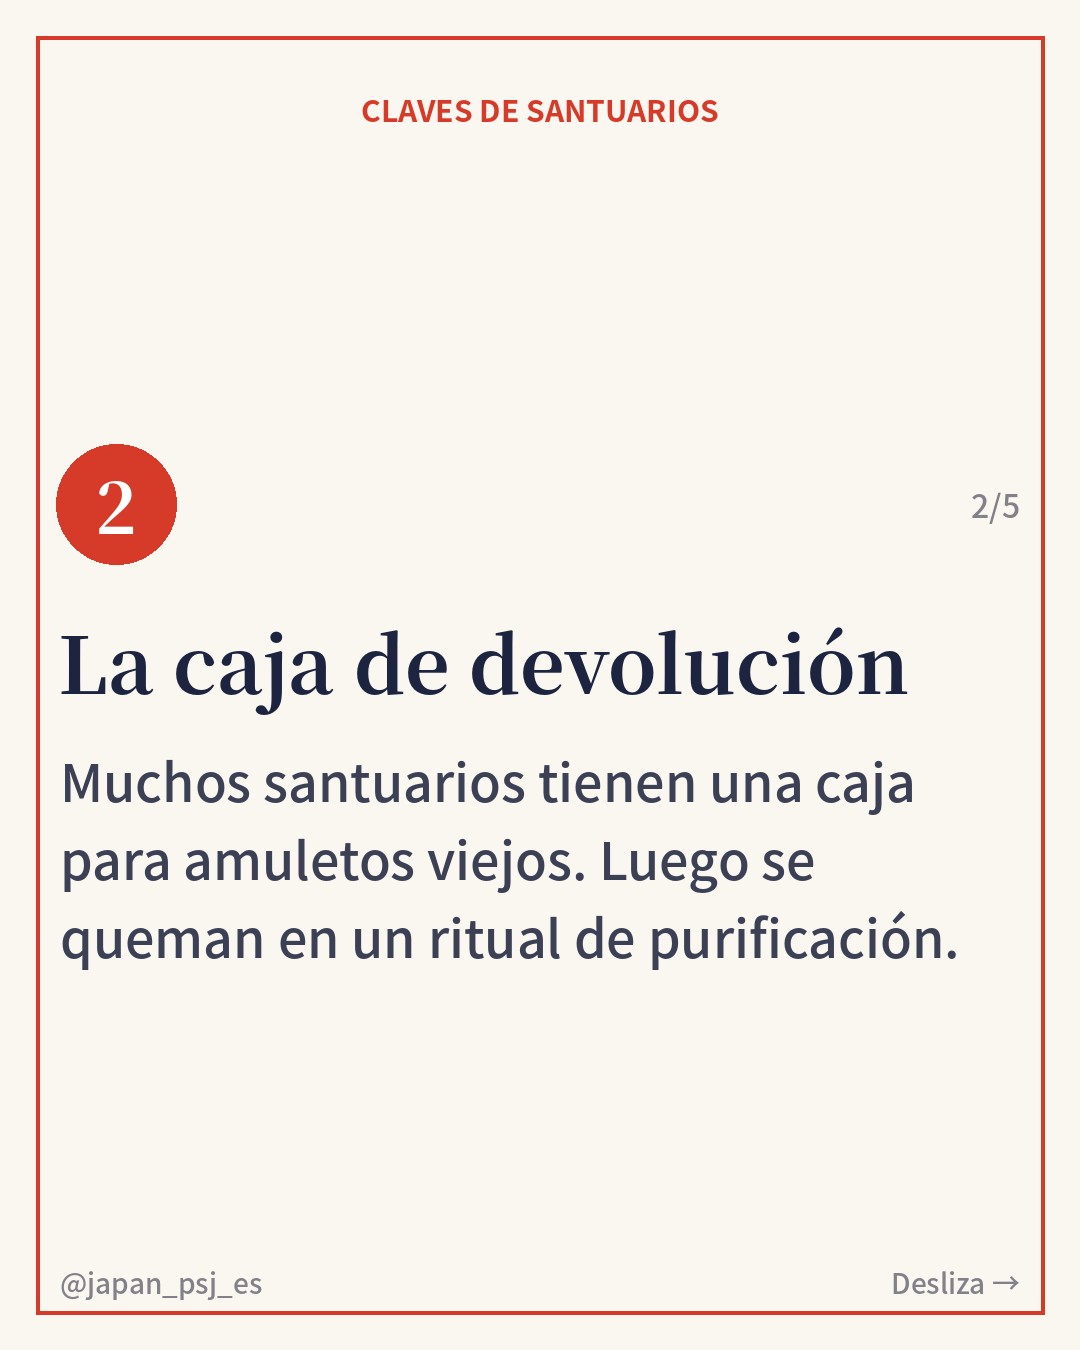 CLAVES DE SANTUARIOS
2
2/5
La caja de devolución
Muchos santuarios tienen una caja
para amuletos viejos. Luego se
queman en un ritual de purificación.
@japan_psj_es
Desliza →